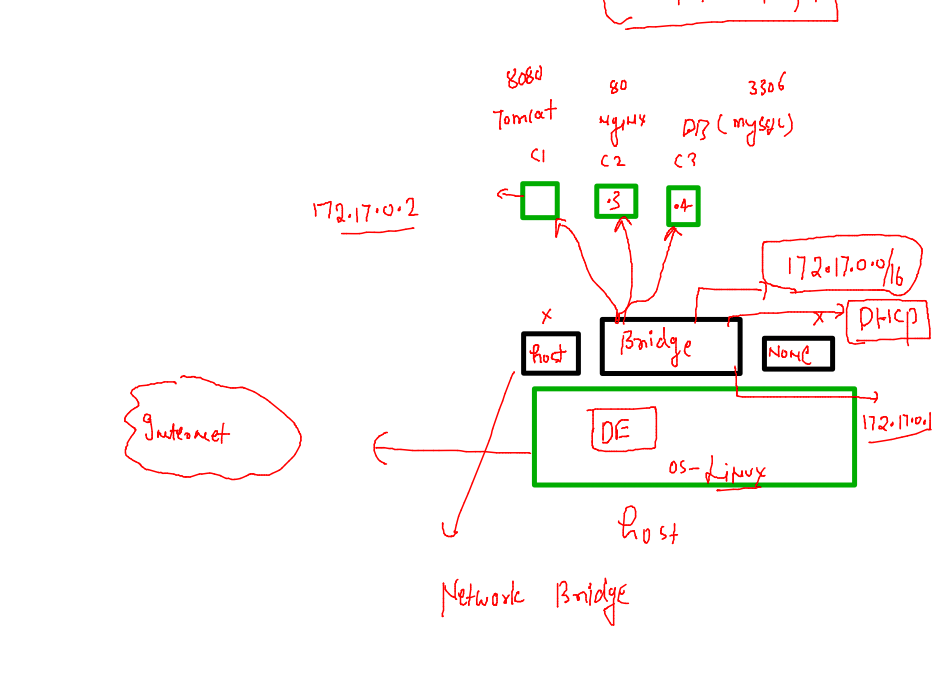 8080 80 3306
Tomcat Nginx DB (mysql)
C1 C2 C3
.3 .4
172.17.0.2
172.17.0.0/16
x x DHCP
host Bridge None
Internet 172.17.0.1
DE
OS-Linux
host
Network Bridge